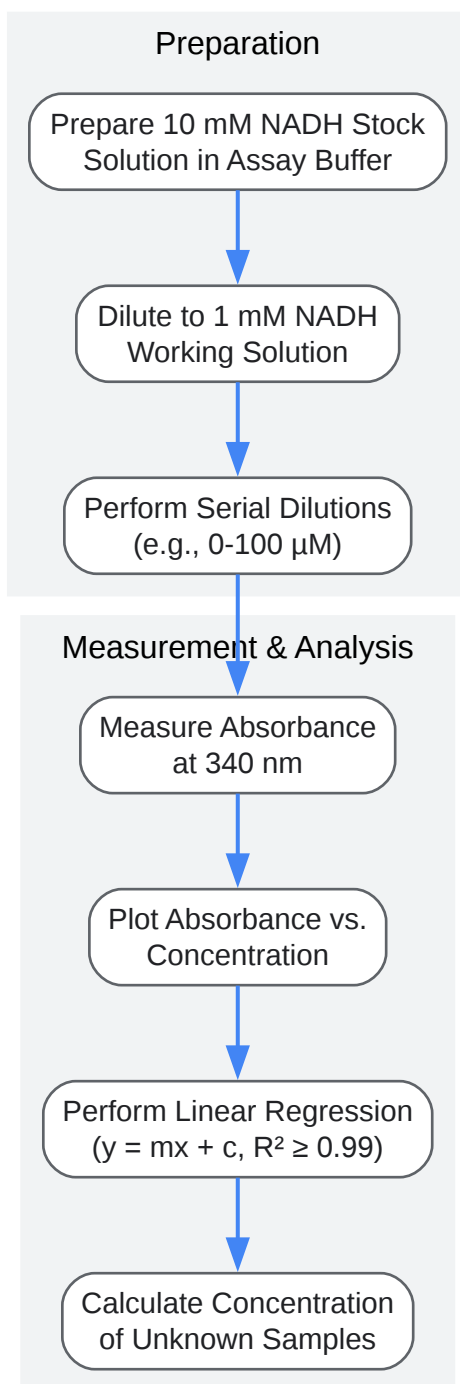 Preparation
Prepare 10 mM NADH Stock
Solution in Assay Buffer
Dilute to 1 mM NADH
Working Solution
Perform Serial Dilutions
(e.g., 0-100 µM)
Measurement & Analysis
Measure Absorbance
at 340 nm
Plot Absorbance vs.
Concentration
Perform Linear Regression
(y = mx + c, R² ≥ 0.99)
Calculate Concentration
of Unknown Samples